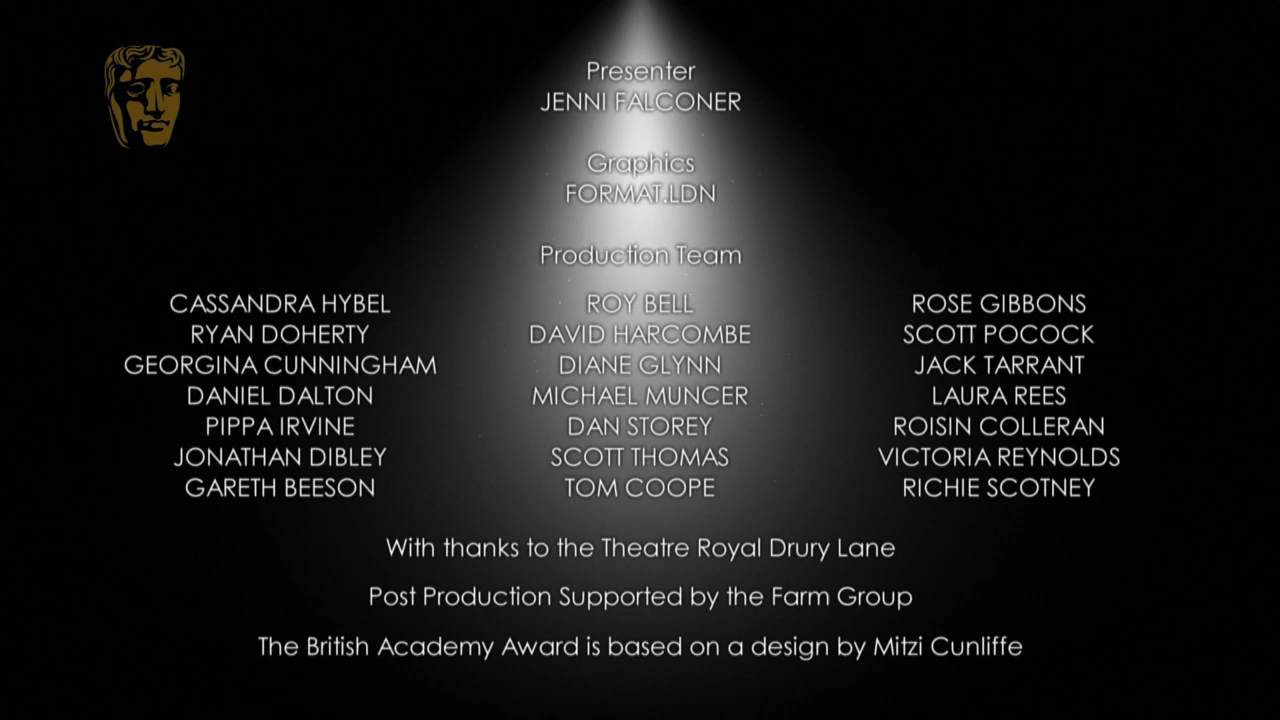 Presenter
JENNI FALCONER
Graphics
FORMAT.LDN
Production Team
CASSANDRA HYBEL ROY BELL ROSE GIBBONS
RYAN DOHERTY DAVID HARCOMBE SCOTT POCOCK
GEORGINA CUNNINGHAM DIANE GLYNN JACK TARRANT
DANIEL DALTON MICHAEL MUNCER LAURA REES
PIPPA IRVINE DAN STOREY ROISIN COLLERAN
JONATHAN DIBLEY SCOTT THOMAS VICTORIA REYNOLDS
GARETH BEESON TOM COOPE RICHIE SCOTNEY
With thanks to the Theatre Royal Drury Lane
Post Production Supported by the Farm Group
The British Academy Award is based on a design by Mitzi Cunliffe